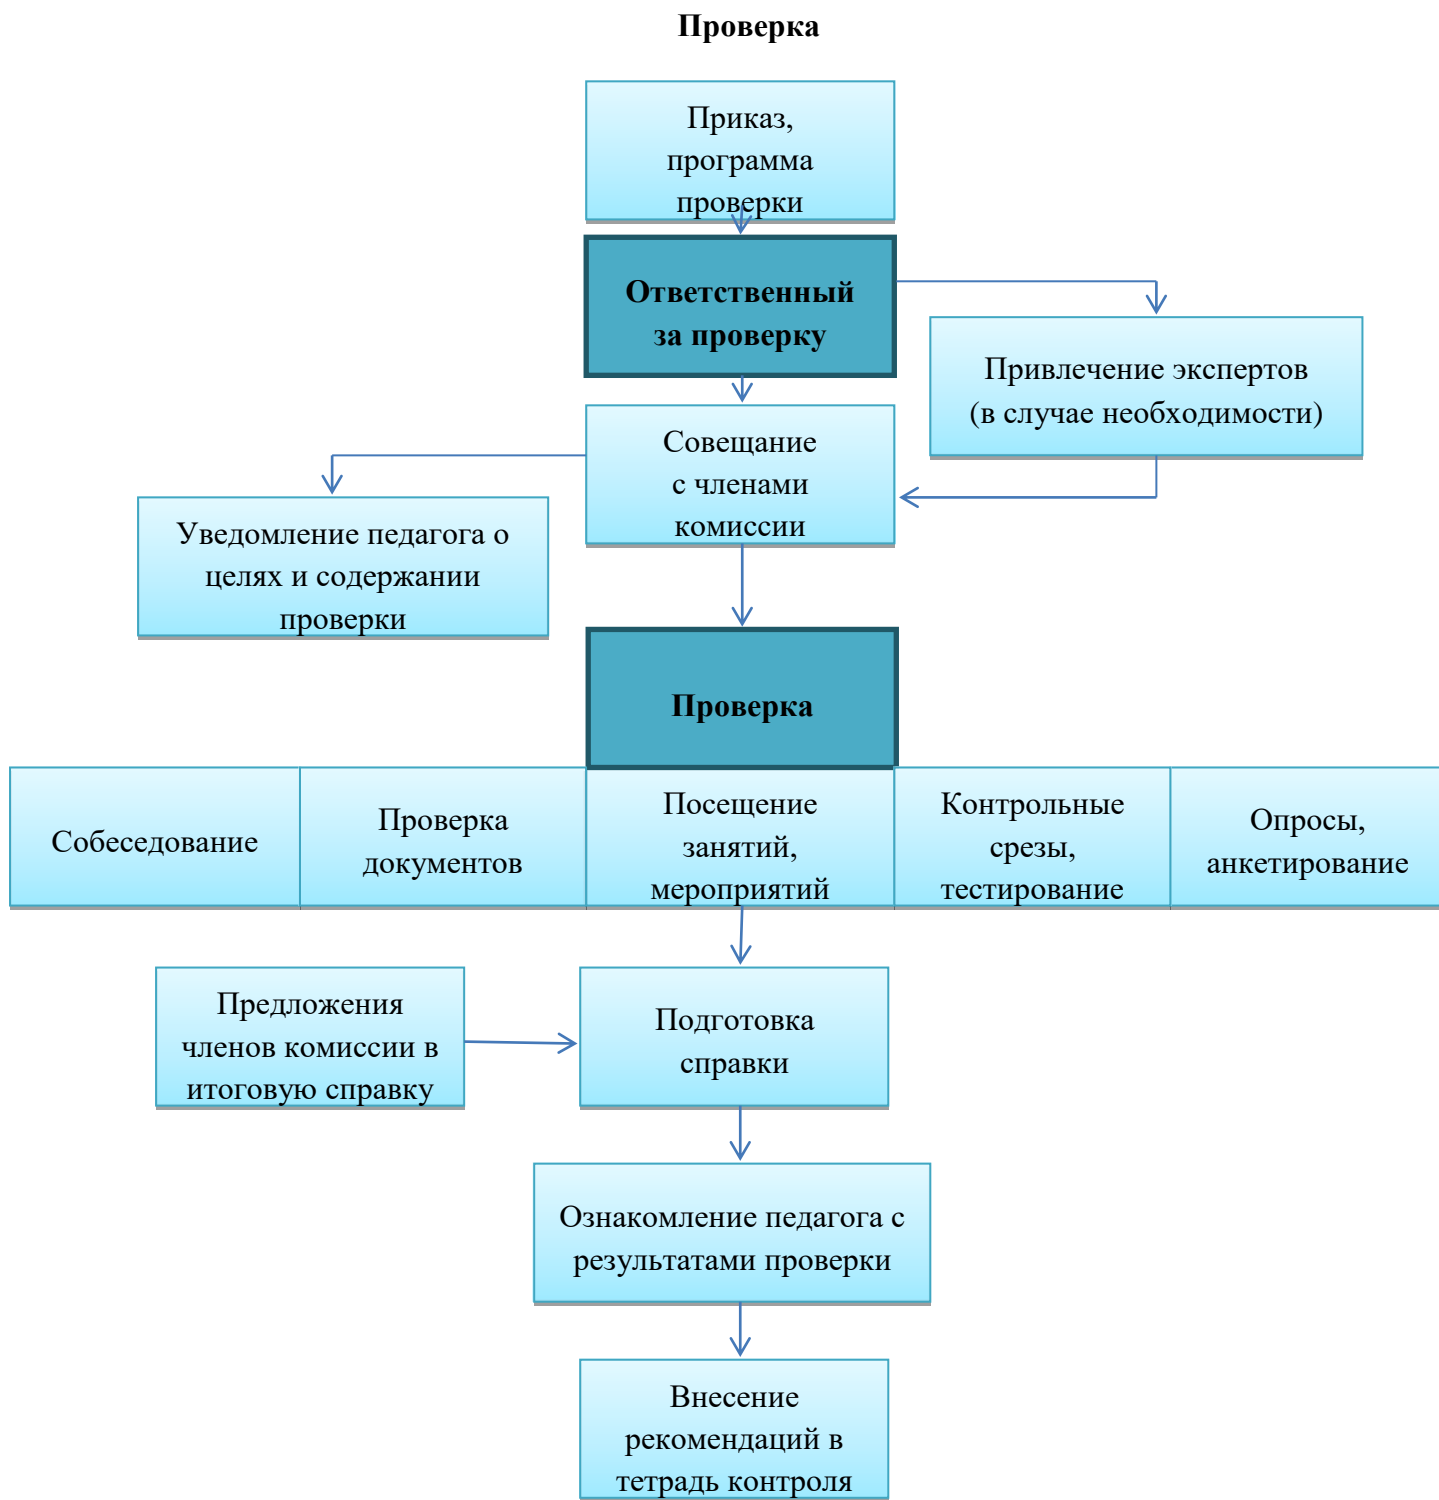 Проверка
Приказ,
программа
проверки
Ответственный
за проверку
Привлечение экспертов
(в случае необходимости)
Совещание
с членами
комиссии
Уведомление педагога о
целях и содержании
проверки
Проверка
Собеседование
Проверка
документов
Посещение
занятий,
мероприятий
Контрольные
срезы,
тестирование
Опросы,
анкетирование
Предложения
членов комиссии в
итоговую справку
Подготовка
справки
Ознакомление педагога с
результатами проверки
Внесение
рекомендаций в
тетрадь контроля